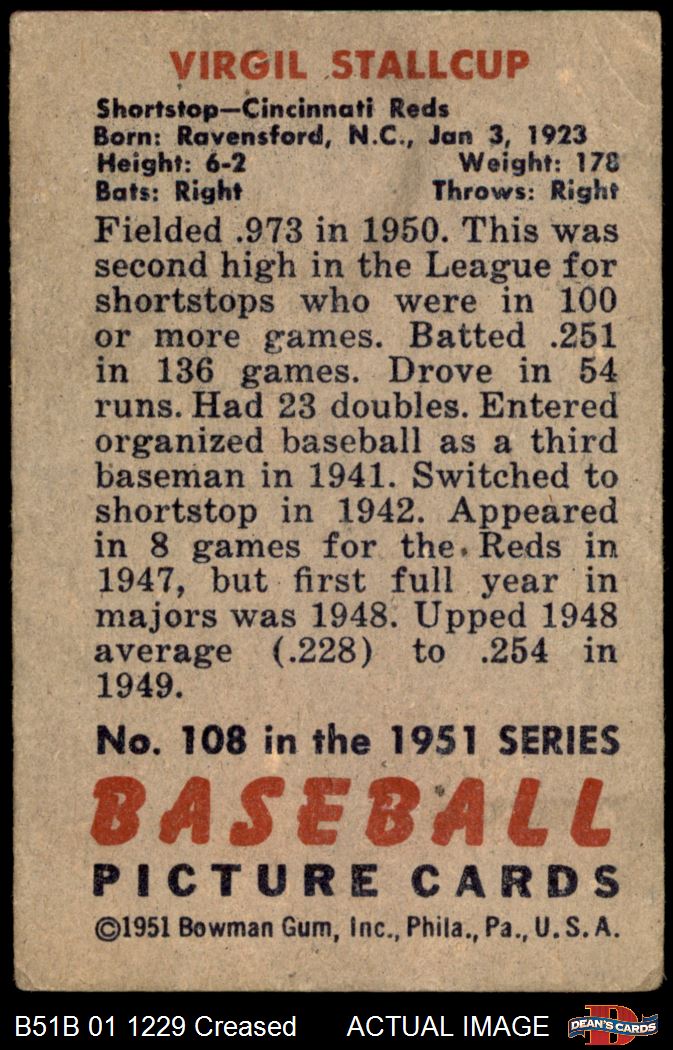 VIRGIL STALLCUP
Shortstop—Cincinnati Reds
Born: Ravensford, N.C., Jan 3, 1923
Height: 6-2 Weight: 178
Bats: Right Throws: Right
Fielded .973 in 1950. This was
second high in the League for
shortstops who were in 100
or more games. Batted .251
in 136 games. Drove in 54
runs. Had 23 doubles. Entered
organized baseball as a third
baseman in 1941. Switched to
shortstop in 1942. Appeared
in 8 games for the Reds in
1947, but first full year in
majors was 1948. Upped 1948
average (.228) to .254 in
1949.
No. 108 in the 1951 SERIES
BASEBALL
PICTURE CARDS
©1951 Bowman Gum, Inc., Phila., Pa., U.S.A.
B51B 01 1229 Creased ACTUAL IMAGE
D
DEAN'S CARDS